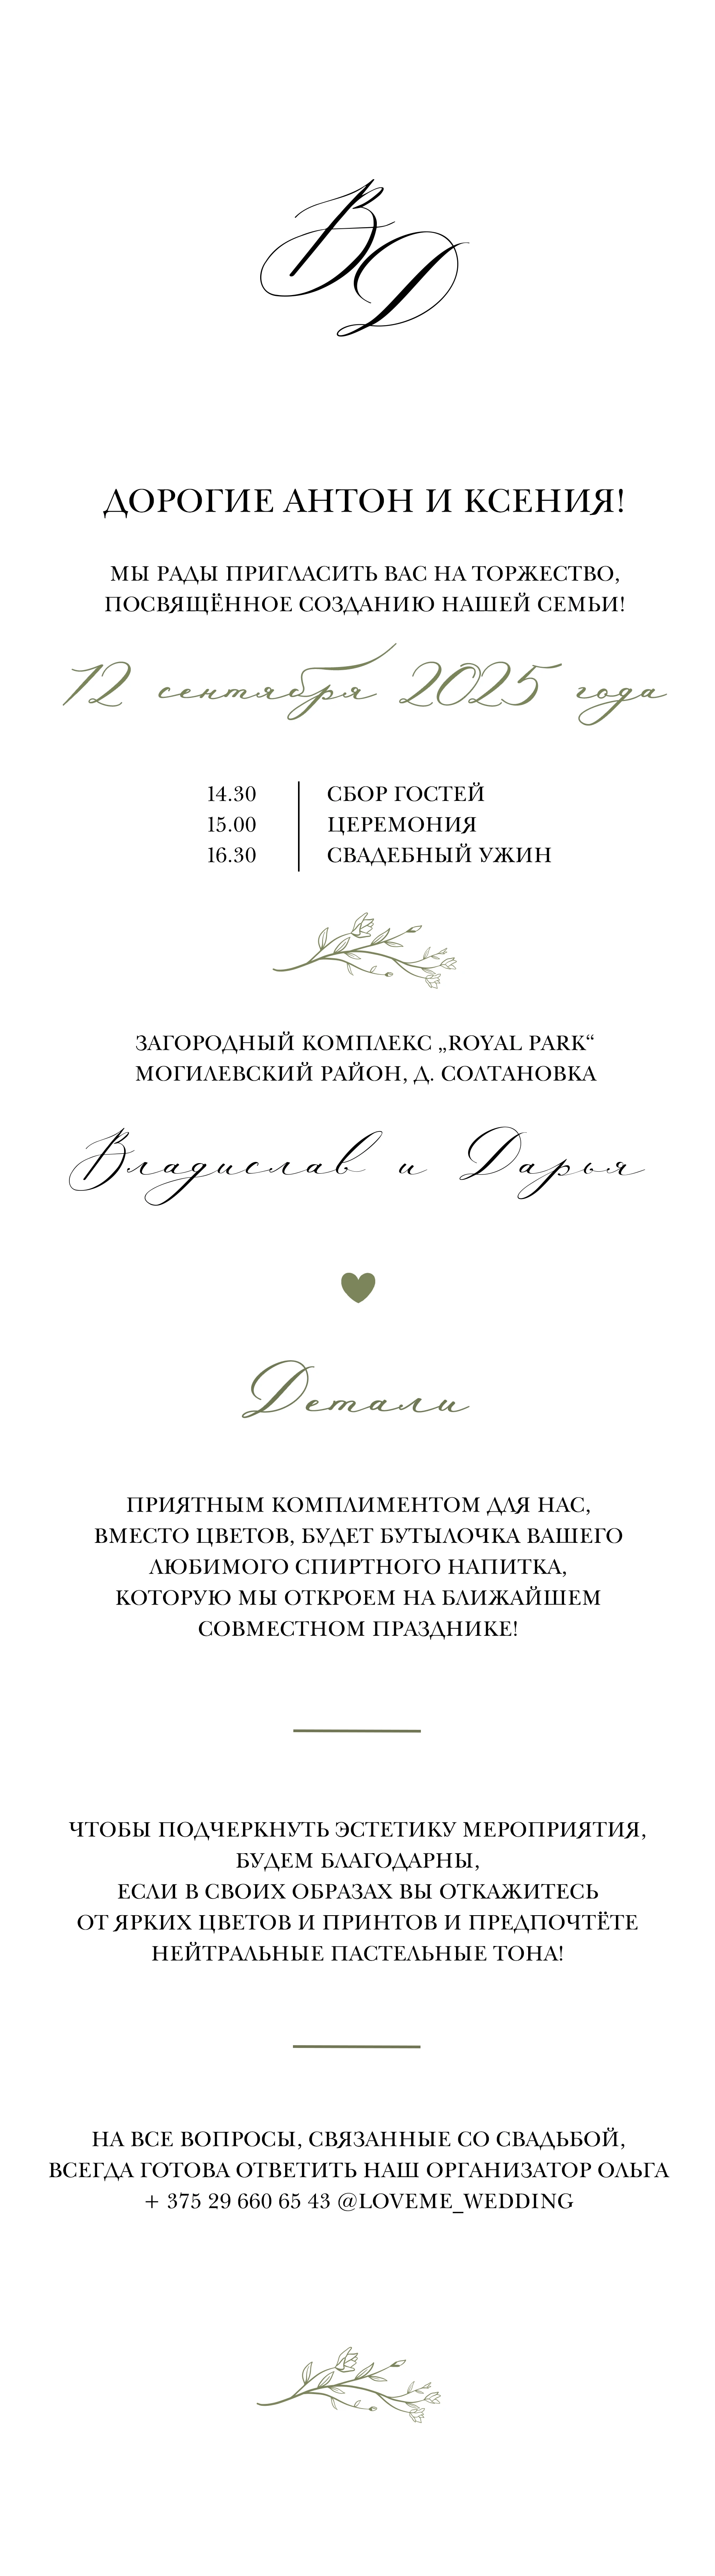 BD
ДОРОГИЕ АНТОН И КСЕНИЯ!
МЫ РАДЫ ПРИГЛАСИТЬ ВАС НА ТОРЖЕСТВО,
ПОСВЯЩЁННОЕ СОЗДАНИЮ НАШЕЙ СЕМЬИ!
12 сентября 2025 года
14.30 СБОР ГОСТЕЙ
15.00 ЦЕРЕМОНИЯ
16.30 СВАДЕБНЫЙ УЖИН
ЗАГОРОДНЫЙ КОМПЛЕКС „ROYAL PARK“
МОГИЛЕВСКИЙ РАЙОН, Д. СОЛТАНОВКА
Владислав и Дарья
Детали
ПРИЯТНЫМ КОМПЛИМЕНТОМ ДЛЯ НАС,
ВМЕСТО ЦВЕТОВ, БУДЕТ БУТЫЛОЧКА ВАШЕГО
ЛЮБИМОГО СПИРТНОГО НАПИТКА,
КОТОРУЮ МЫ ОТКРОЕМ НА БЛИЖАЙШЕМ
СОВМЕСТНОМ ПРАЗДНИКЕ!
ЧТОБЫ ПОДЧЕРКНУТЬ ЭСТЕТИКУ МЕРОПРИЯТИЯ,
БУДЕМ БЛАГОДАРНЫ,
ЕСЛИ В СВОИХ ОБРАЗАХ ВЫ ОТКАЖИТЕСЬ
ОТ ЯРКИХ ЦВЕТОВ И ПРИНТОВ И ПРЕДПОЧТЁТЕ
НЕЙТРАЛЬНЫЕ ПАСТЕЛЬНЫЕ ТОНА!
НА ВСЕ ВОПРОСЫ, СВЯЗАННЫЕ СО СВАДЬБОЙ,
ВСЕГДА ГОТОВА ОТВЕТИТЬ НАШ ОРГАНИЗАТОР ОЛЬГА
+ 375 29 660 65 43 @LOVEME_WEDDING